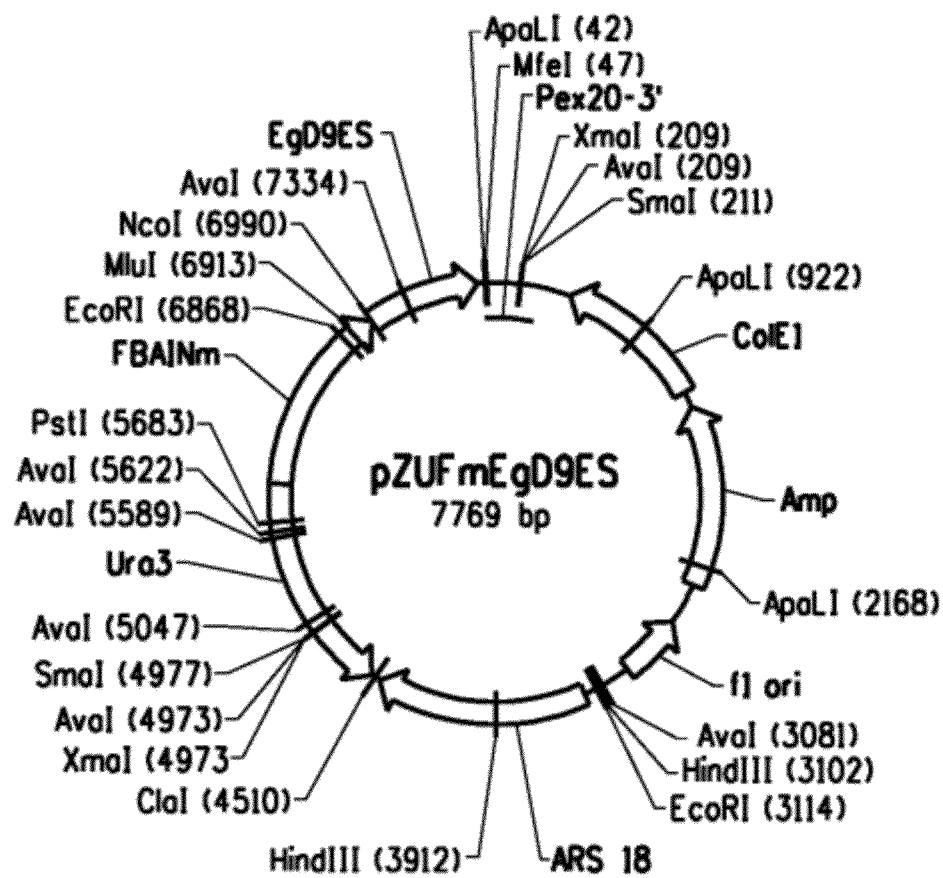 ApaLI (42)
MfeI (47)
Pex20-3'
XmaI (209)
AvaI (209)
SmaI (211)
ApaLI (922)
ColE1
Amp
ApaLI (2168)
f1 ori
AvaI (3081)
HindIII (3102)
EcoRI (3114)
ARS 18
HindIII (3912)
ClaI (4510)
XmaI (4973
AvaI (4973)
SmaI (4977)
AvaI (5047)
Ura3
AvaI (5589)
AvaI (5622)
PstI (5683)
FBAINm
EcoRI (6868)
MluI (6913)
NcoI (6990)
AvaI (7334)
EgD9ES
pZUFmEgD9ES
7769 bp